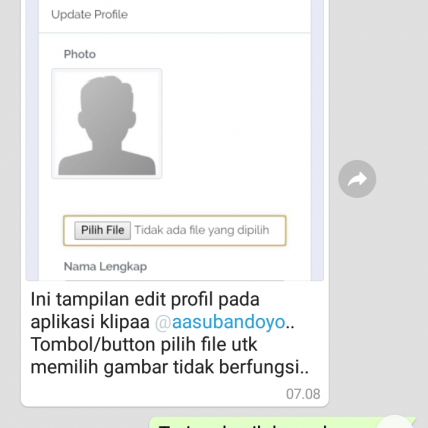 Update Profile
Photo
Pilih File Tidak ada file yang dipilih
Nama Lengkap
Ini tampilan edit profil pada
aplikasi klipaa @aasubandoyo..
Tombol/button pilih file utk
memilih gambar tidak berfungsi..
07.08